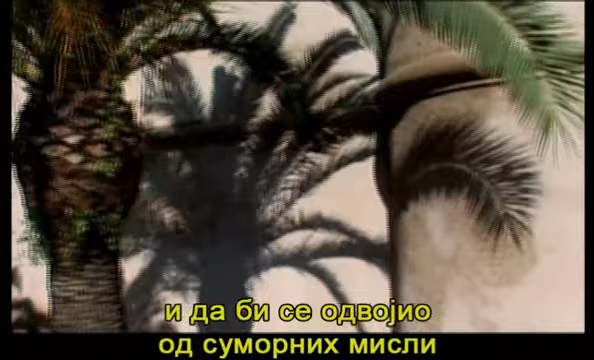 и да би се одвојио
од суморних мисли